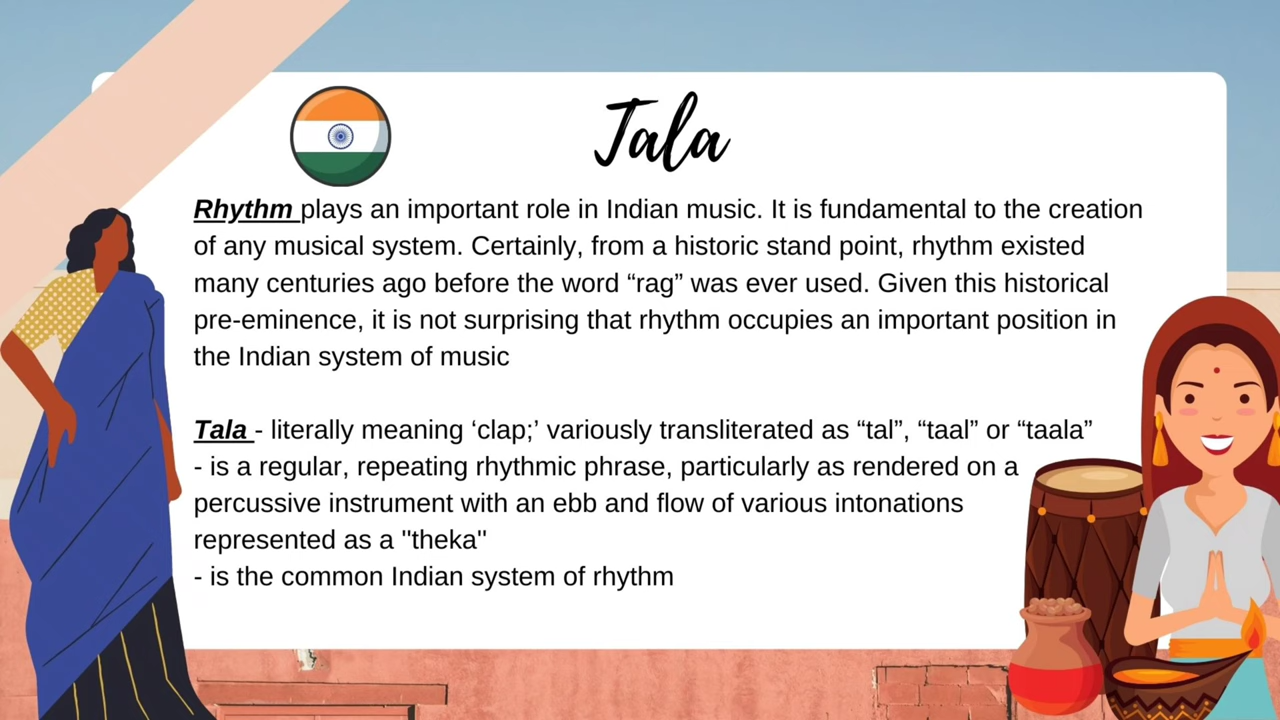 Tala
Rhythm plays an important role in Indian music. It is fundamental to the creation
of any musical system. Certainly, from a historic stand point, rhythm existed
many centuries ago before the word “rag” was ever used. Given this historical
pre-eminence, it is not surprising that rhythm occupies an important position in
the Indian system of music
Tala - literally meaning ‘clap;’ variously transliterated as “tal”, “taal” or “taala”
- is a regular, repeating rhythmic phrase, particularly as rendered on a
percussive instrument with an ebb and flow of various intonations
represented as a "theka"
- is the common Indian system of rhythm